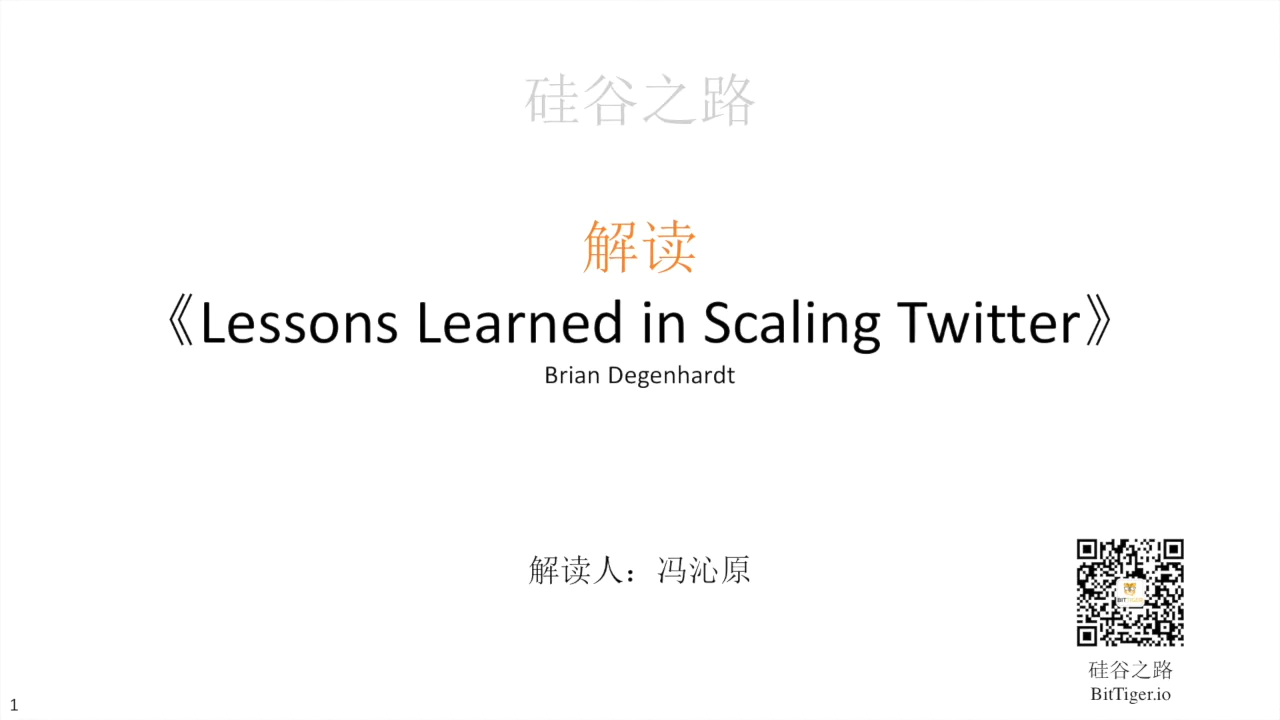 硅谷之路
解读
《Lessons Learned in Scaling Twitter》
Brian Degenhardt
解读人：冯沁原
硅谷之路
BitTiger.io
1